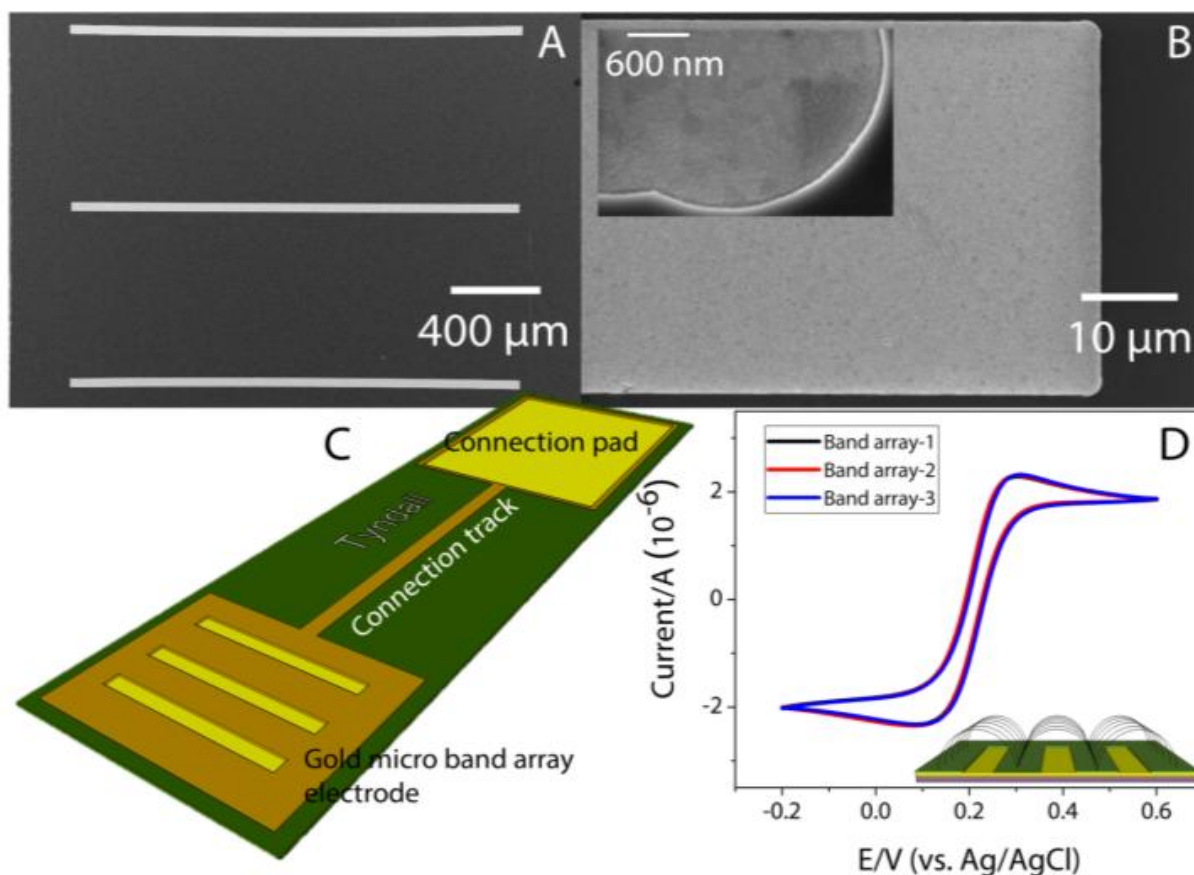 A
400 μm
600 nm
B
10 μm
C
Connection pad
Tyndall
Connection track
Gold micro band array
electrode
D
Band array-1
Band array-2
Band array-3
Current/A (10⁻⁶)
2
0
-2
-0.2 0.0 0.2 0.4 0.6
E/V (vs. Ag/AgCl)